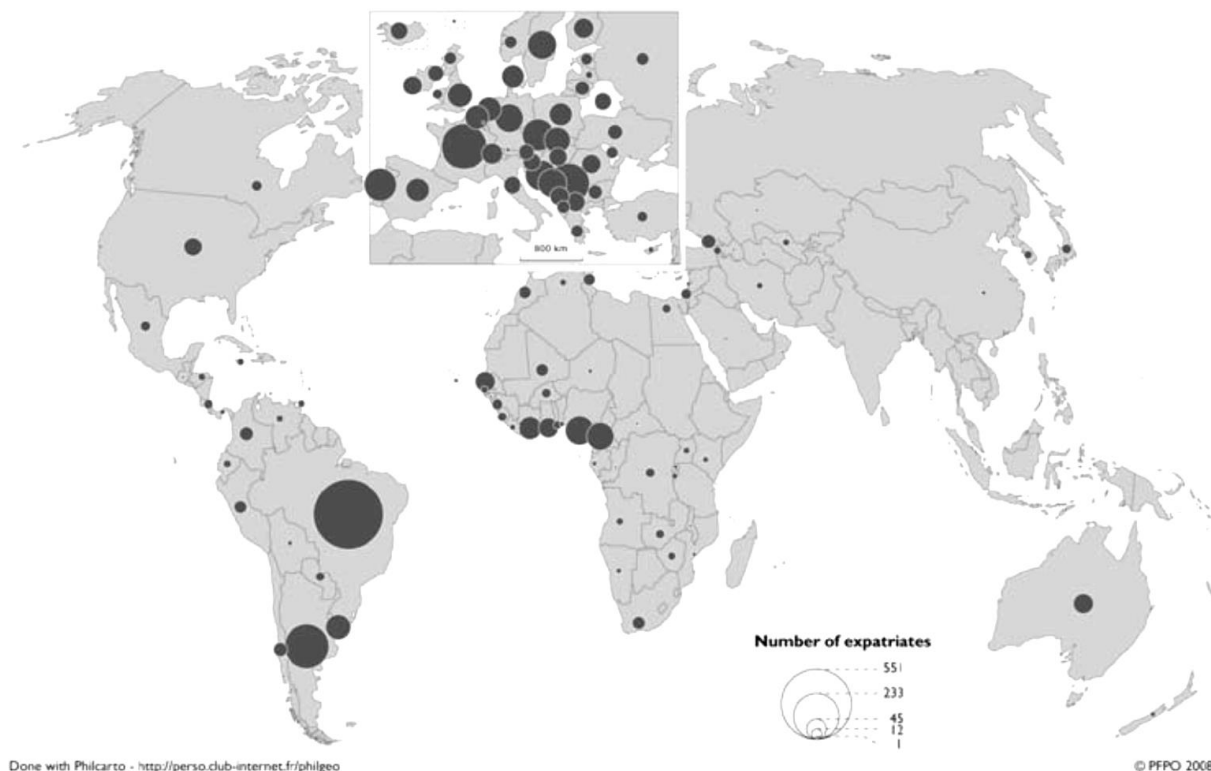 800 km
Number of expatriates
551
233
45
12
1
Done with Philcarto - http://perso.club-internet.fr/philgeo
© PFPO 2008